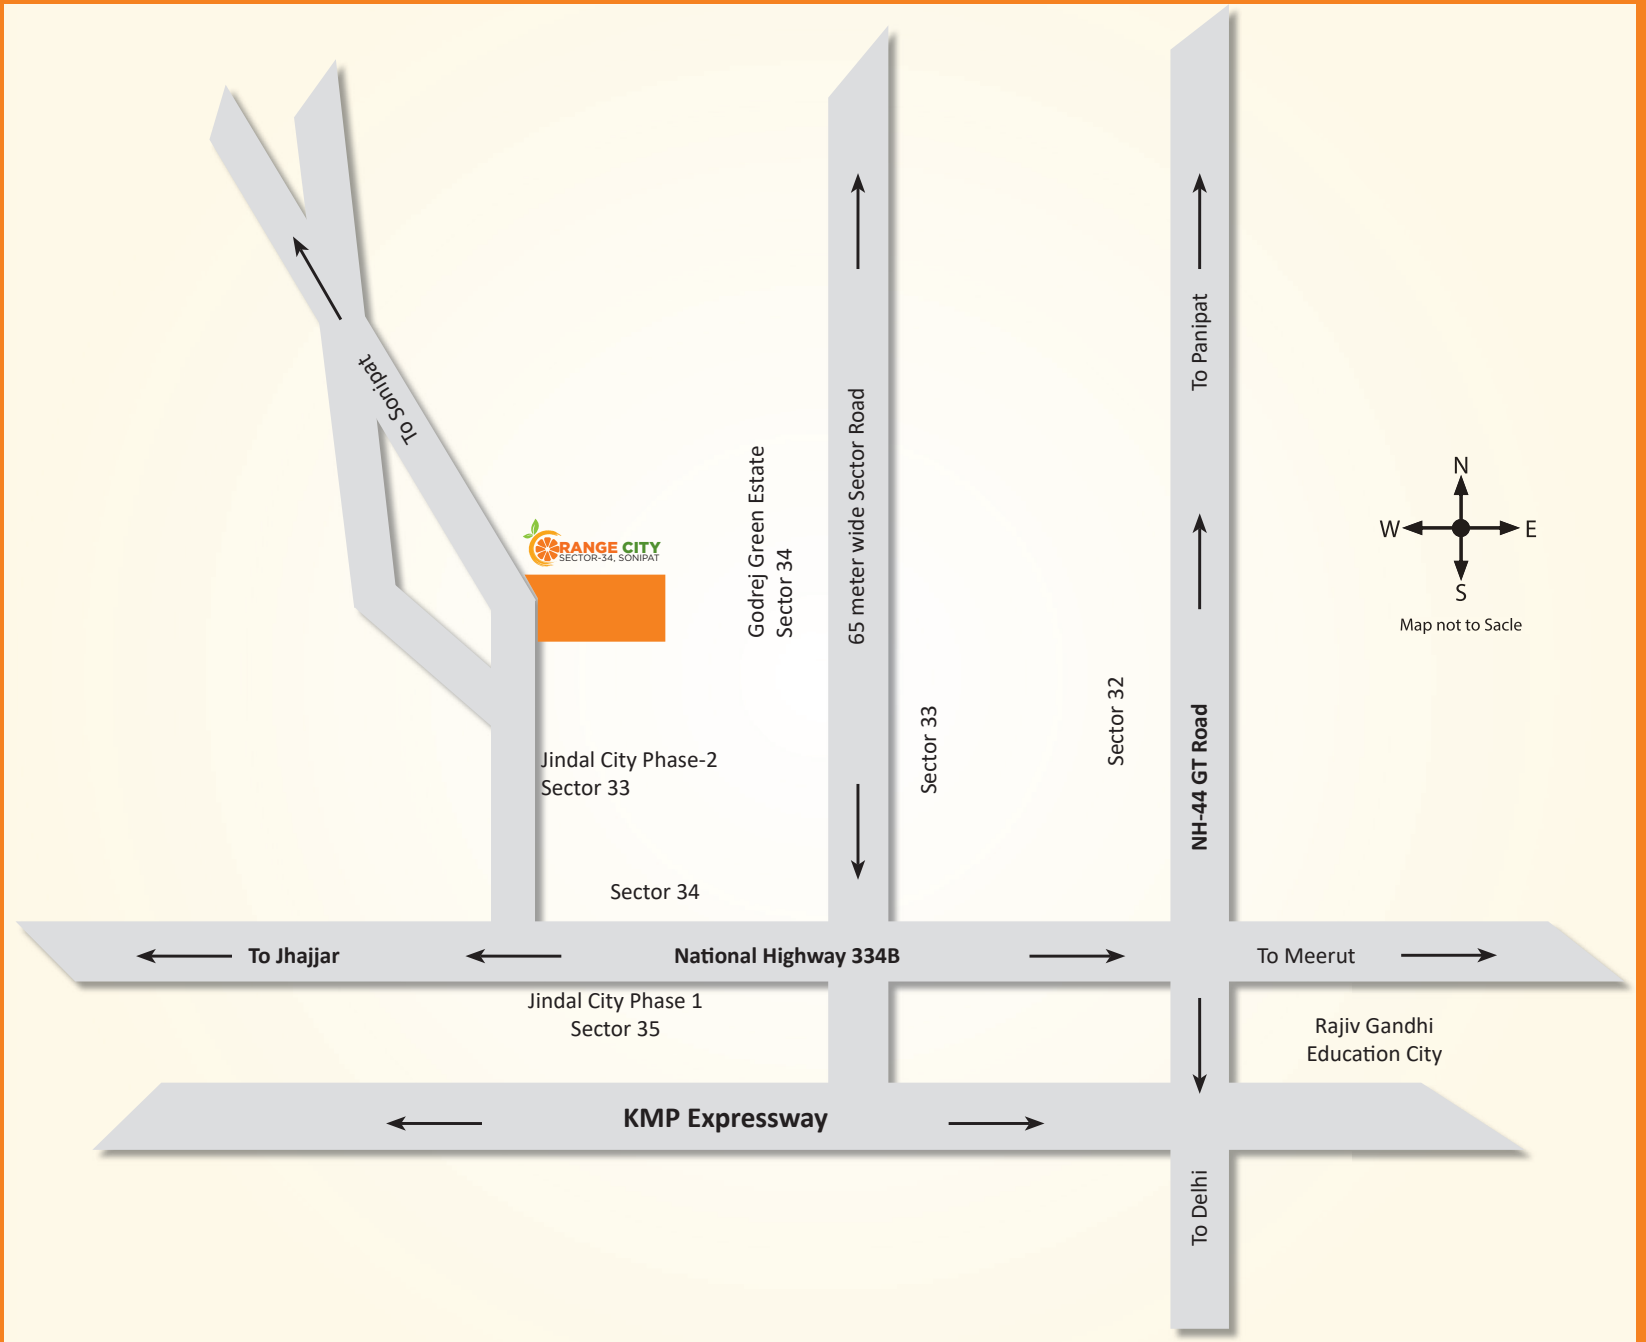 To Sonipat
ORANGE CITY
SECTOR-34, SONIPAT
Godrej Green Estate
Sector 34
65 meter wide Sector Road
To Panipat
N
W
E
S
Map not to Sacle
Sector 33
Sector 32
NH-44 GT Road
Jindal City Phase-2
Sector 33
Sector 34
To Jhajjar
National Highway 334B
To Meerut
Jindal City Phase 1
Sector 35
Rajiv Gandhi
Education City
KMP Expressway
To Delhi